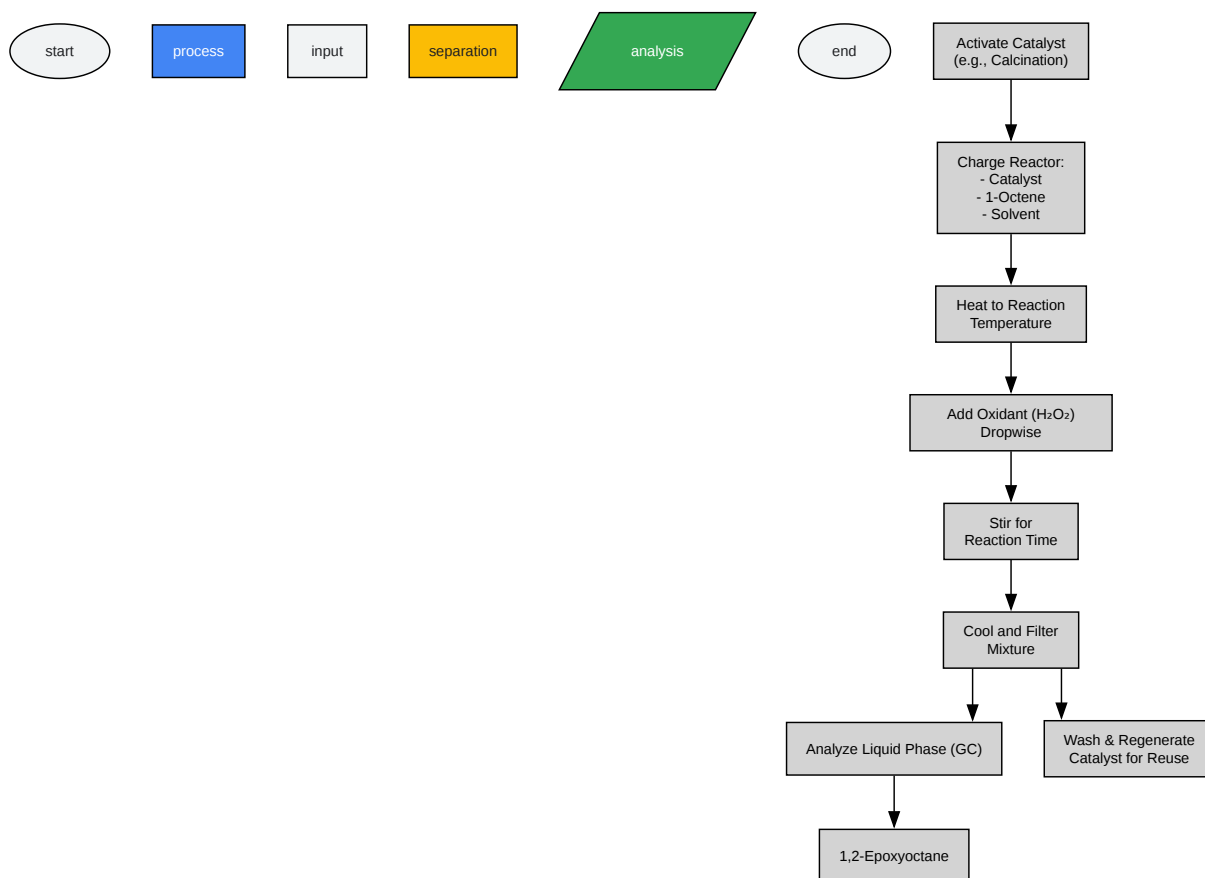 start
process
input
separation
analysis
end
Activate Catalyst
(e.g., Calcination)
Charge Reactor:
- Catalyst
- 1-Octene
- Solvent
Heat to Reaction
Temperature
Add Oxidant (H₂O₂)
Dropwise
Stir for
Reaction Time
Cool and Filter
Mixture
Analyze Liquid Phase (GC)
Wash & Regenerate
Catalyst for Reuse
1,2-Epoxyoctane